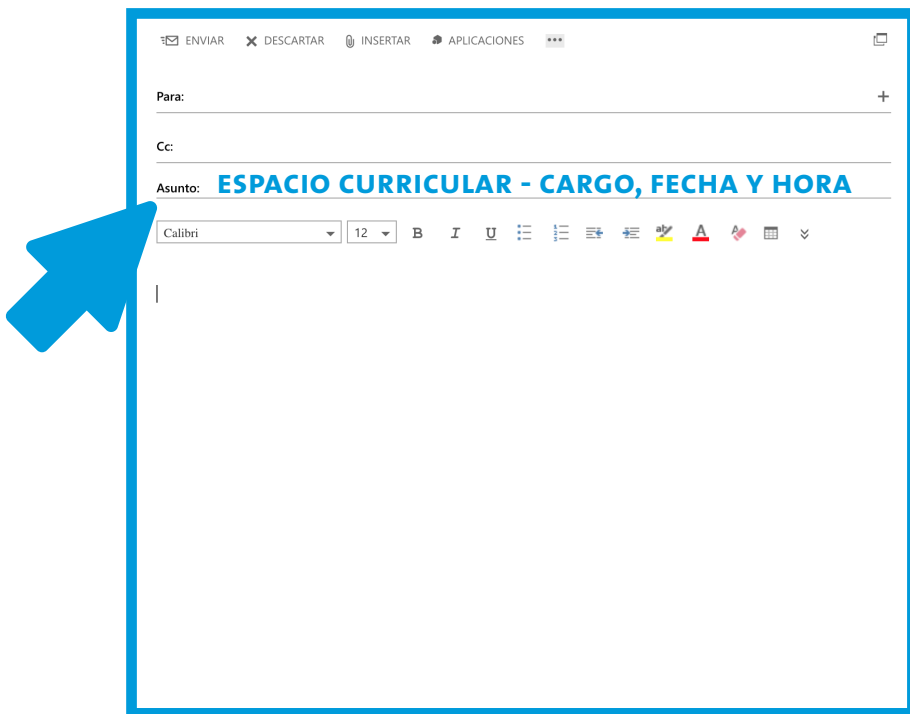 ENVIAR DESCARTAR INSERTAR APLICACIONES
Para:
Cc:
Asunto: ESPACIO CURRICULAR - CARGO, FECHA Y HORA
Calibri 12 B I U A